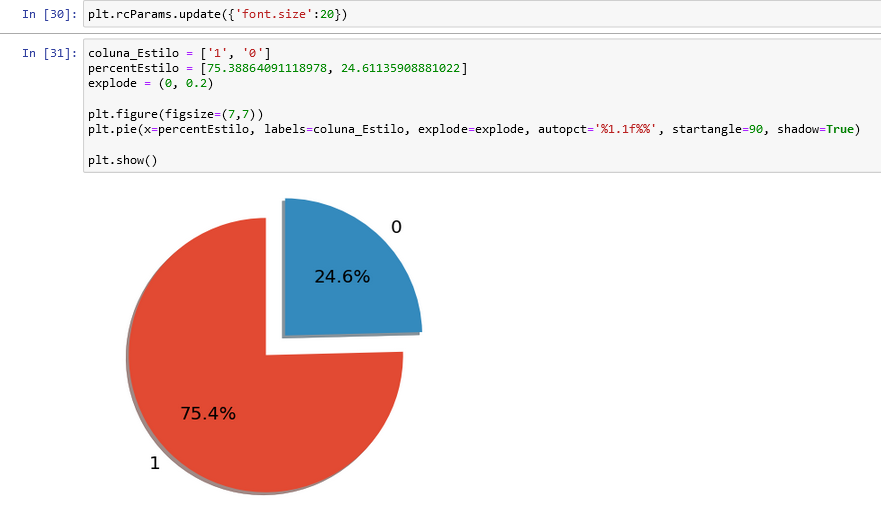 In [30]: plt.rcParams.update({'font.size':20})
In [31]: coluna_Estilo = ['1', '0']
percentEstilo = [75.38864091118978, 24.61135908881022]
explode = (0, 0.2)
plt.figure(figsize=(7,7))
plt.pie(x=percentEstilo, labels=coluna_Estilo, explode=explode, autopct='%1.1f%%', startangle=90, shadow=True)
plt.show()
0
24.6%
75.4%
1